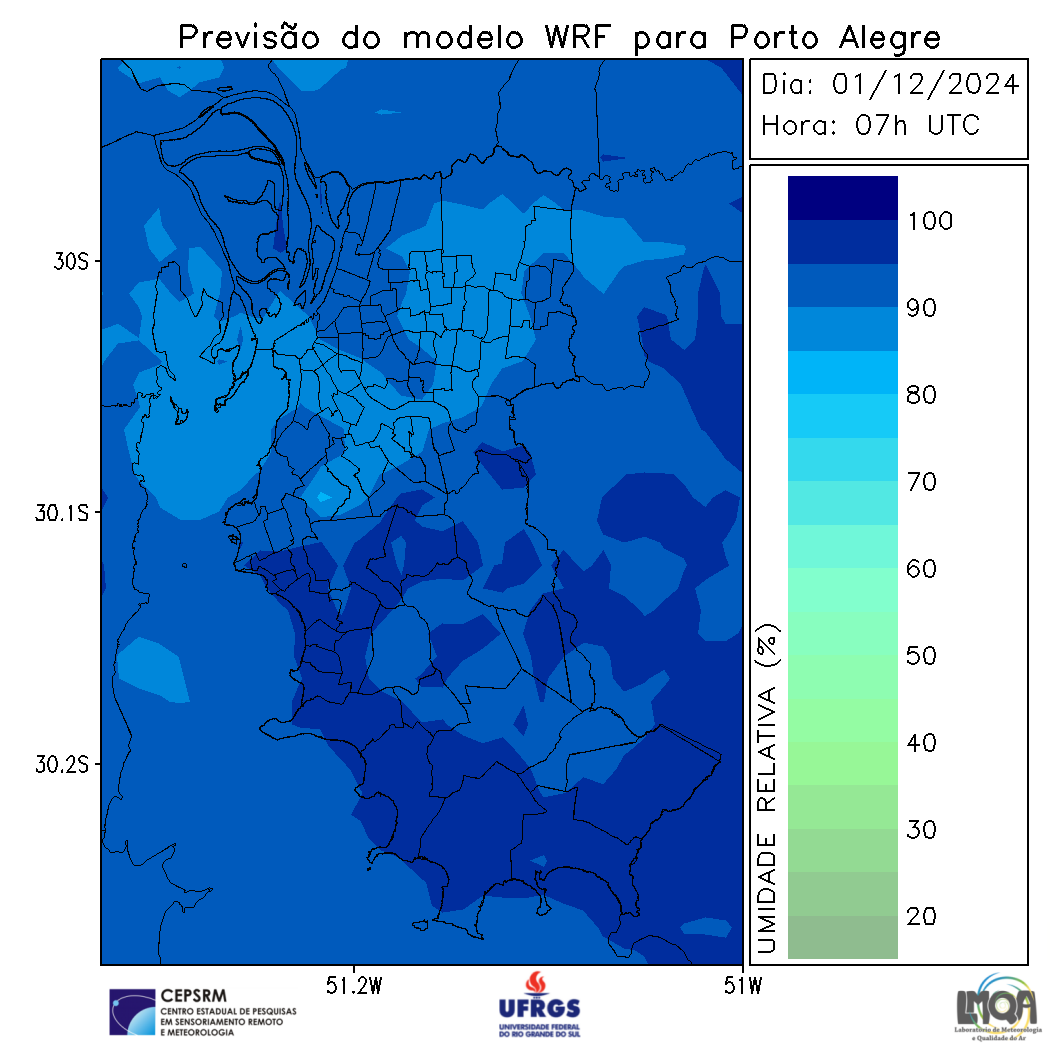 Previsão do modelo WRF para Porto Alegre
Dia: 01/12/2024
Hora: 07h UTC
30S
30.1S
30.2S
51.2W
51W
UMIDADE RELATIVA (%)
100
90
80
70
60
50
40
30
20
CEPSRM
CENTRO ESTADUAL DE PESQUISAS
EM SENSORIAMENTO REMOTO
E METEOROLOGIA
UFRGS
UNIVERSIDADE FEDERAL
DO RIO GRANDE DO SUL
LMQA
Laboratório de Meteorologia
e Qualidade do Ar